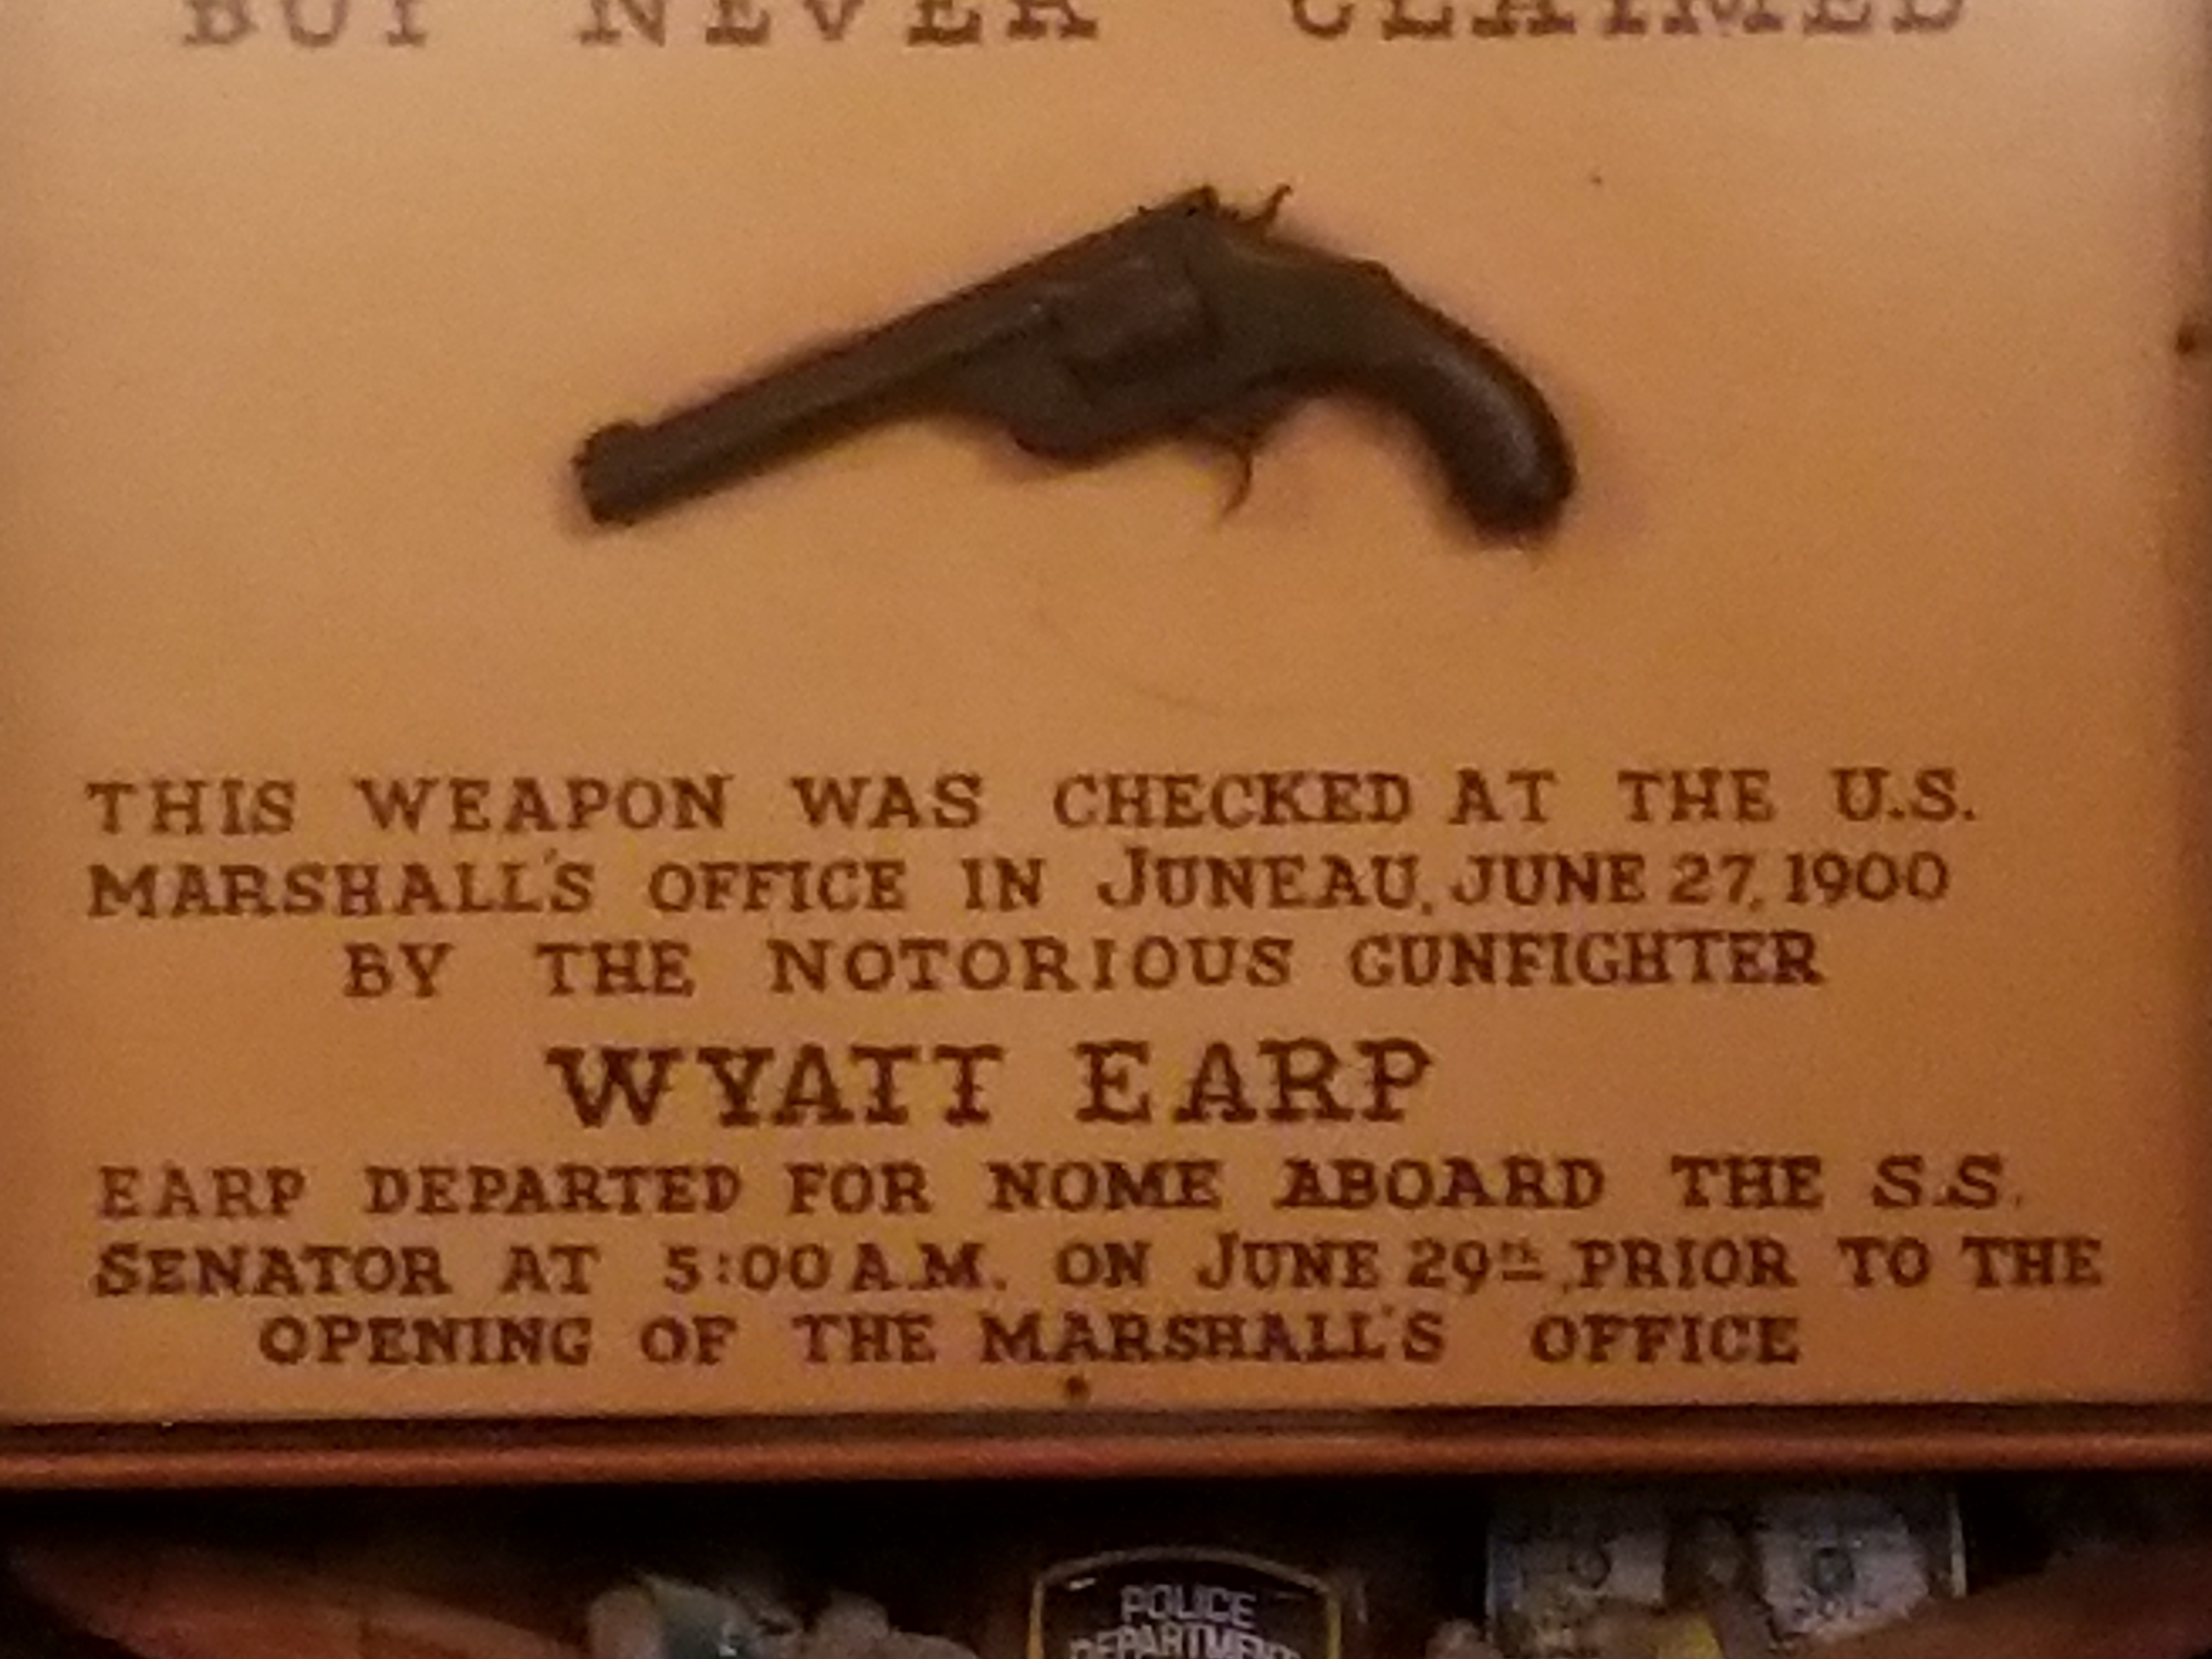 BUT NEVER CLAIMED
THIS WEAPON WAS CHECKED AT THE U.S.
MARSHALL'S OFFICE IN JUNEAU, JUNE 27, 1900
BY THE NOTORIOUS GUNFIGHTER
WYATT EARP
EARP DEPARTED FOR NOME ABOARD THE S.S.
SENATOR AT 5:00 A.M. ON JUNE 29th, PRIOR TO THE
OPENING OF THE MARSHALL'S OFFICE
POLICE
DEPARTMENT